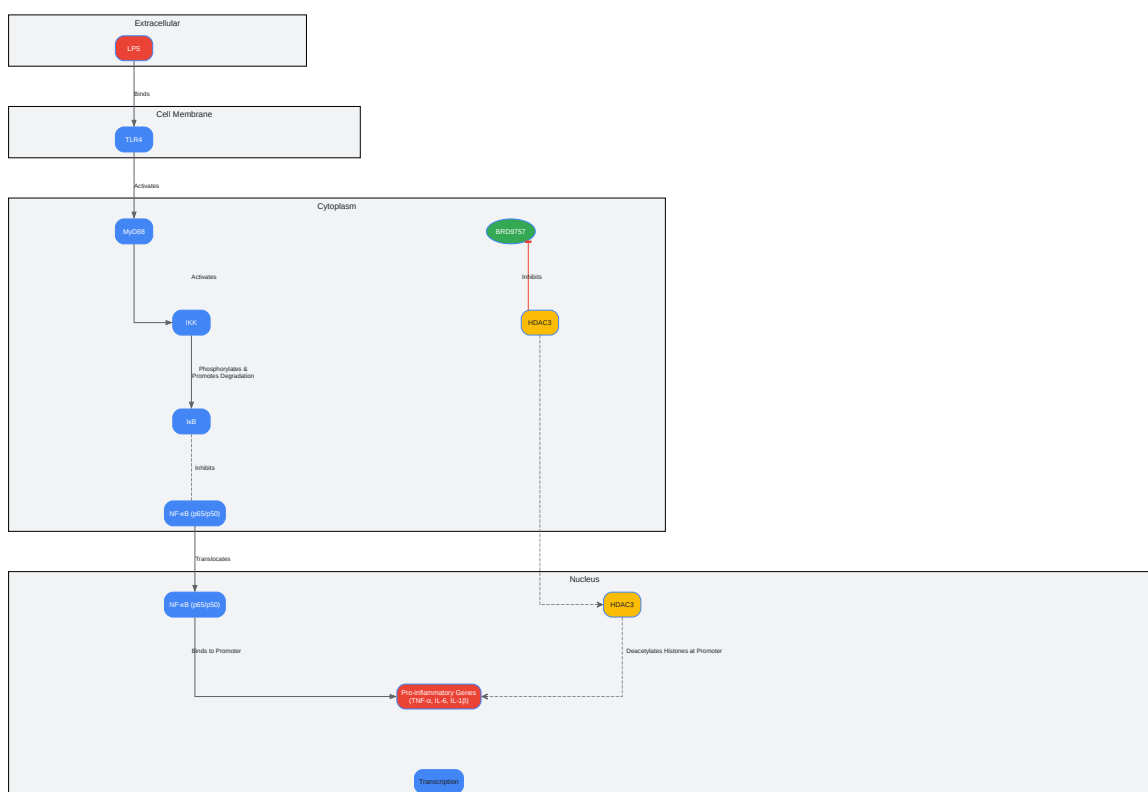 Extracellular
LPS
Binds
Cell Membrane
TLR4
Activates
Cytoplasm
MyD88
BRD9757
Activates
Inhibits
IKK
HDAC3
Phosphorylates &
Promotes Degradation
IκB
Inhibits
NF-κB (p65/p50)
Translocates
Nucleus
NF-κB (p65/p50)
HDAC3
Binds to Promoter
Deacetylates Histones at Promoter
Pro-inflammatory Genes
(TNF-α, IL-6, IL-1β)
Transcription